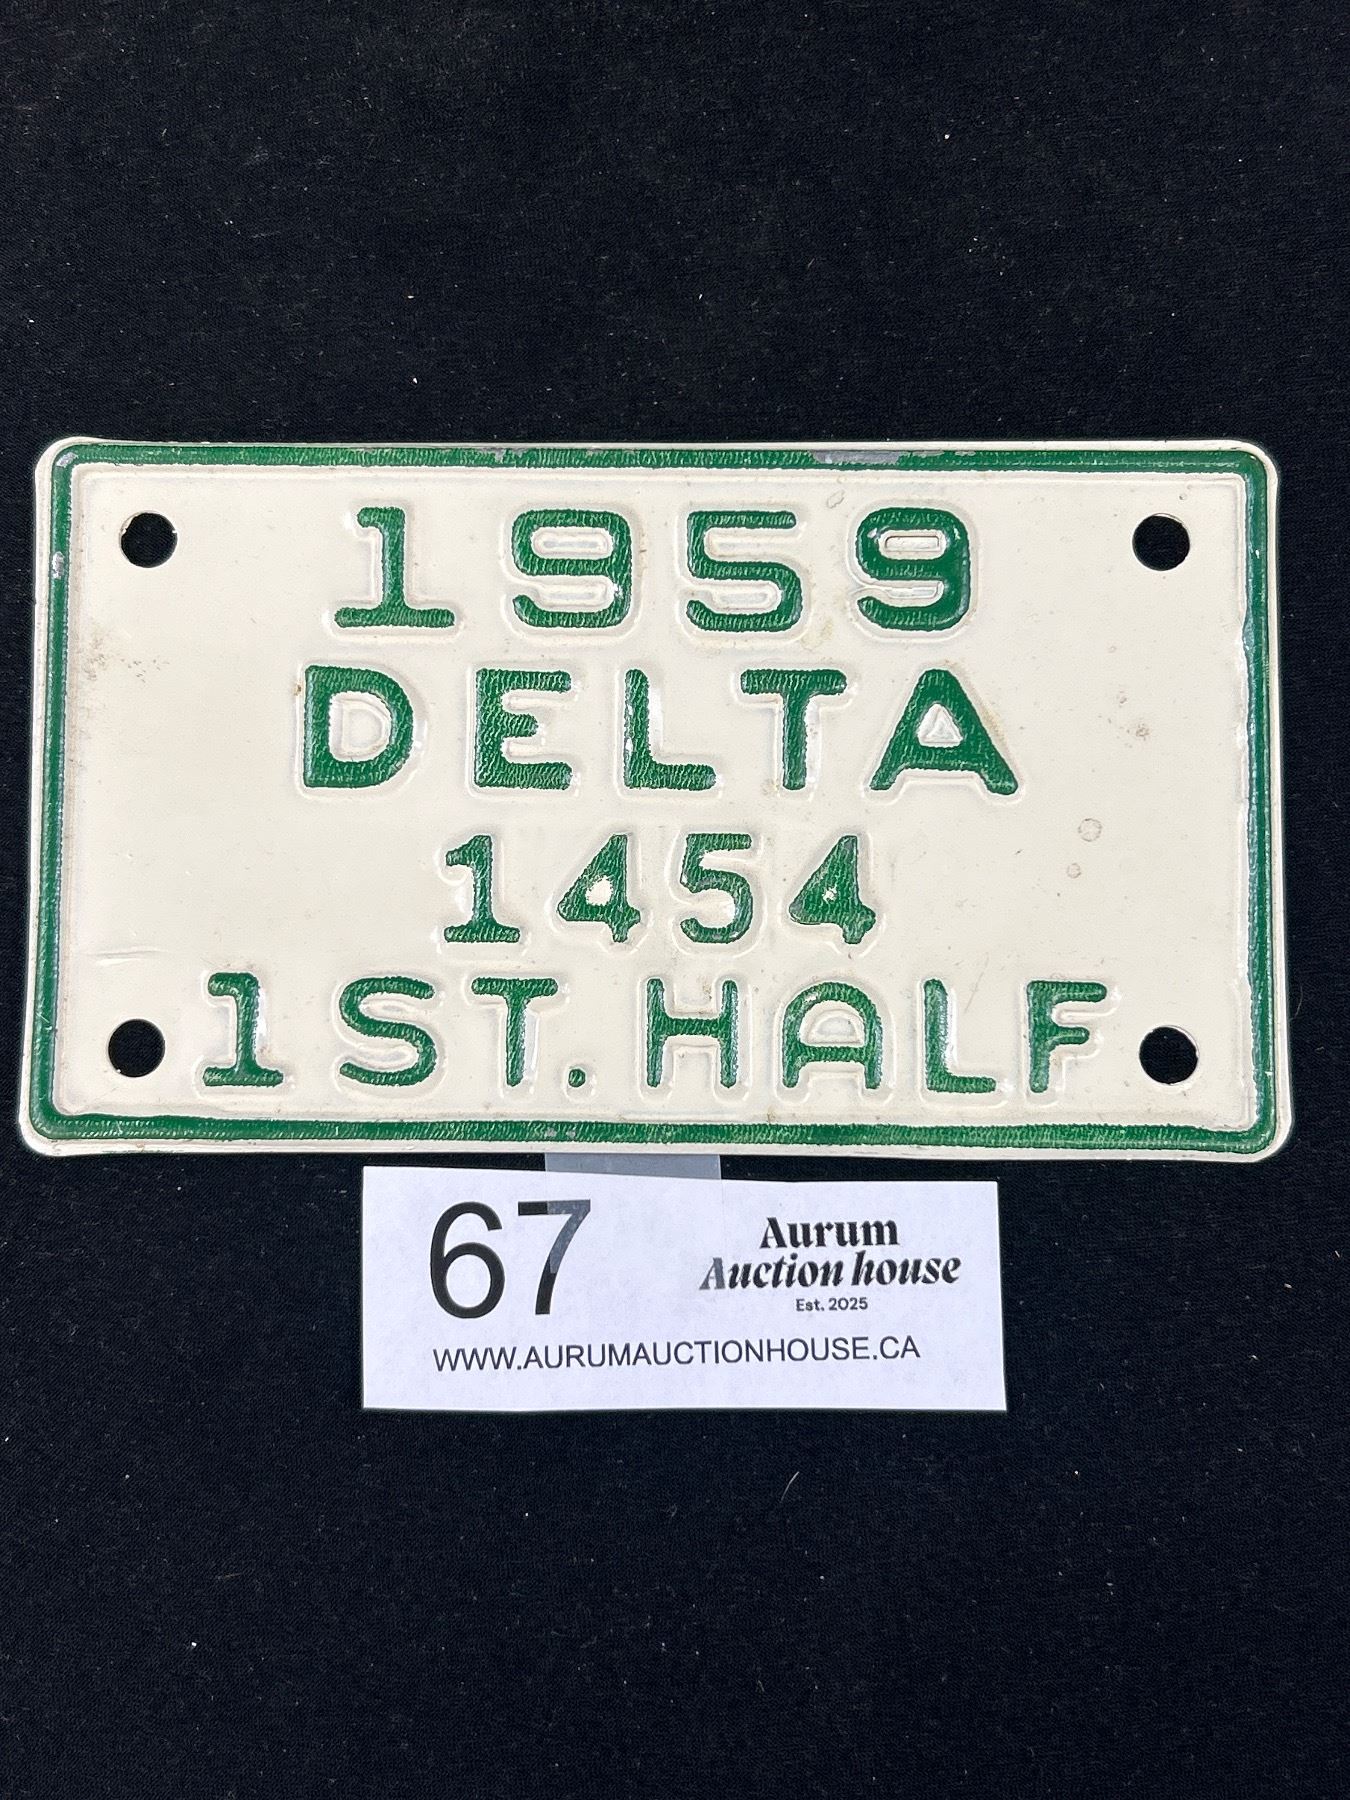 1959
DELTA
1454
1ST. HALF
67
Aurum
Auction house
Est. 2025
WWW.AURUMAUCTIONHOUSE.CA